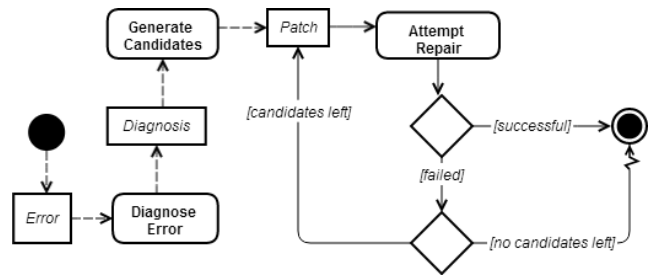 Generate
Candidates
Patch
Attempt
Repair
[candidates left]
Diagnosis
[successful]
[failed]
Error
Diagnose
Error
[no candidates left]